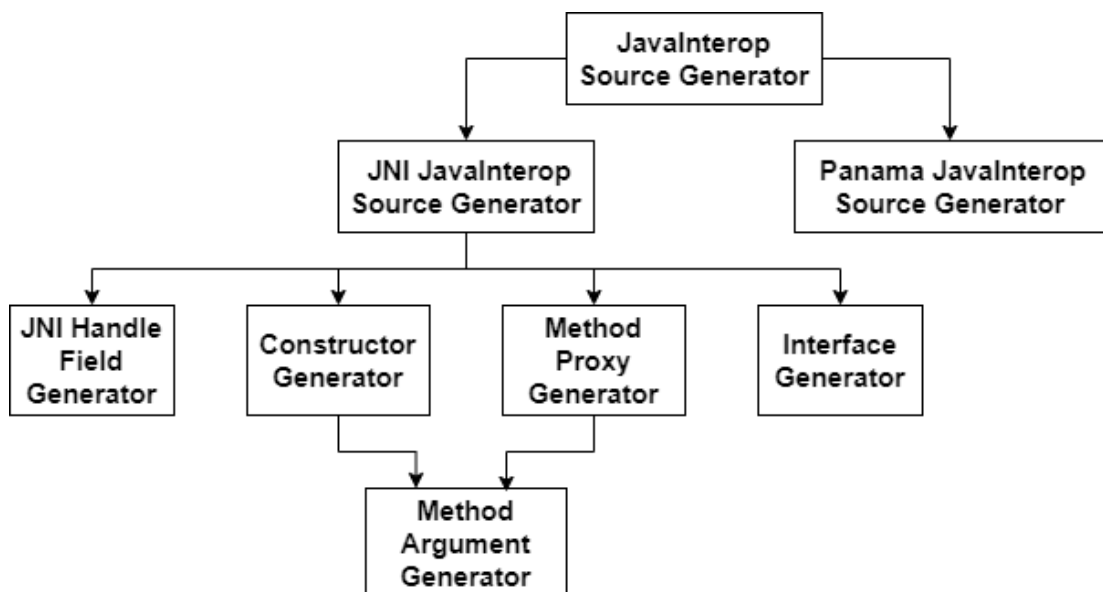 JavaInterop
Source Generator
JNI JavaInterop
Source Generator
Panama JavaInterop
Source Generator
JNI Handle
Field
Generator
Constructor
Generator
Method
Proxy
Generator
Interface
Generator
Method
Argument
Generator